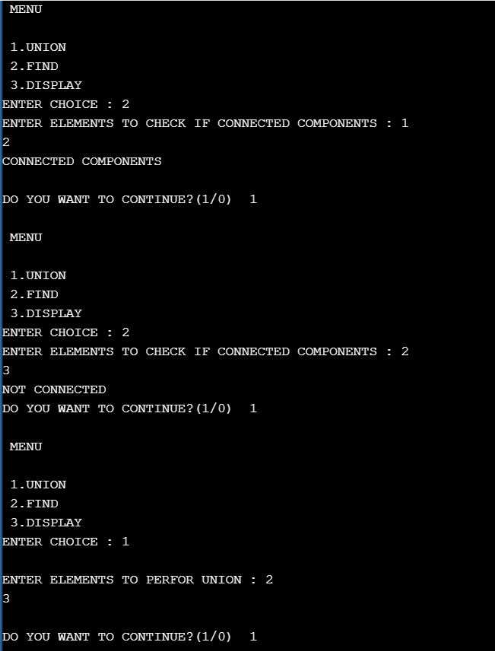 MENU
1.UNION
2.FIND
3.DISPLAY
ENTER CHOICE : 2
ENTER ELEMENTS TO CHECK IF CONNECTED COMPONENTS : 1
2
CONNECTED COMPONENTS
DO YOU WANT TO CONTINUE?(1/0)  1
MENU
1.UNION
2.FIND
3.DISPLAY
ENTER CHOICE : 2
ENTER ELEMENTS TO CHECK IF CONNECTED COMPONENTS : 2
3
NOT CONNECTED
DO YOU WANT TO CONTINUE?(1/0)  1
MENU
1.UNION
2.FIND
3.DISPLAY
ENTER CHOICE : 1
ENTER ELEMENTS TO PERFOR UNION : 2
3
DO YOU WANT TO CONTINUE?(1/0)  1